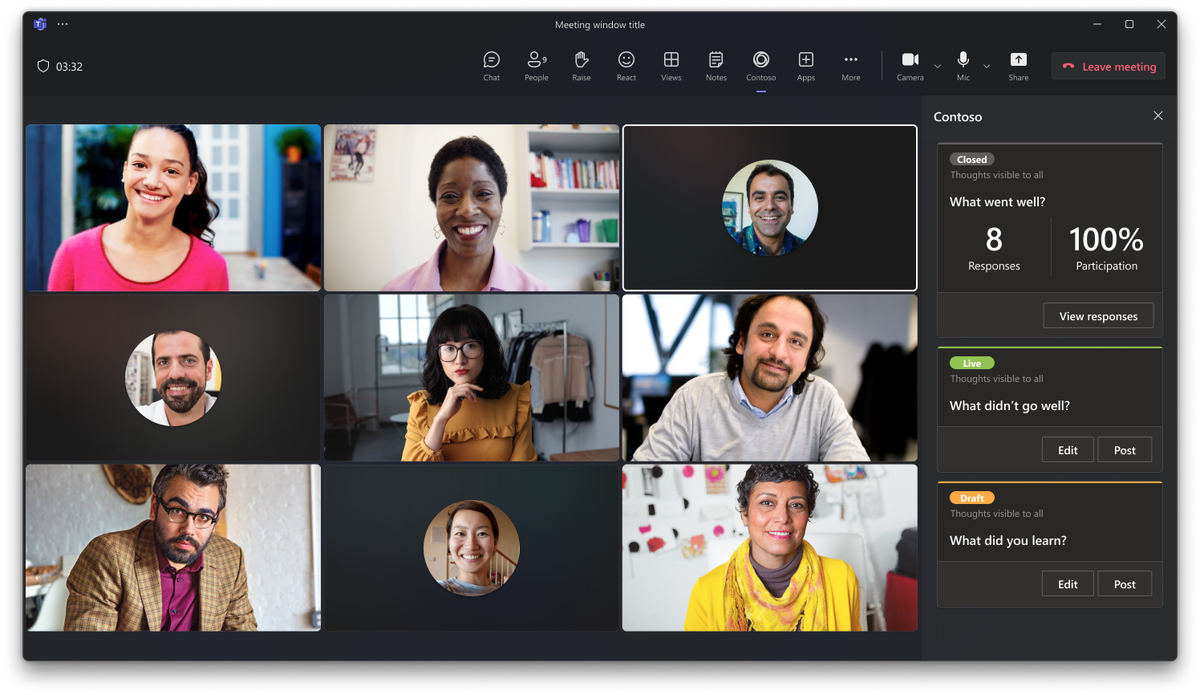 Meeting window title
03:32
Chat
People
9
Raise
React
Views
Notes
Contoso
Apps
More
Camera
Mic
Share
Leave meeting
Contoso
Closed
Thoughts visible to all
What went well?
8
Responses
100%
Participation
View responses
Live
Thoughts visible to all
What didn't go well?
Edit
Post
Draft
Thoughts visible to all
What did you learn?
Edit
Post